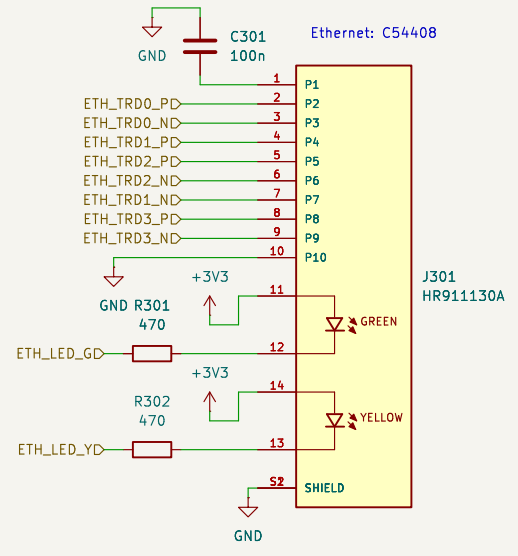 Ethernet: C54408
C301
100n
GND
1 P1
ETH_TRD0_P 2 P2
ETH_TRD0_N 3 P3
ETH_TRD1_P 4 P4
ETH_TRD2_P 5 P5
ETH_TRD2_N 6 P6
ETH_TRD1_N 7 P7
ETH_TRD3_P 8 P8
ETH_TRD3_N 9 P9
10 P10
GND
J301
HR911130A
+3V3
11
R301
470
GREEN
ETH_LED_G 12
+3V3
14
R302
470
YELLOW
ETH_LED_Y 13
SHIELD
GND